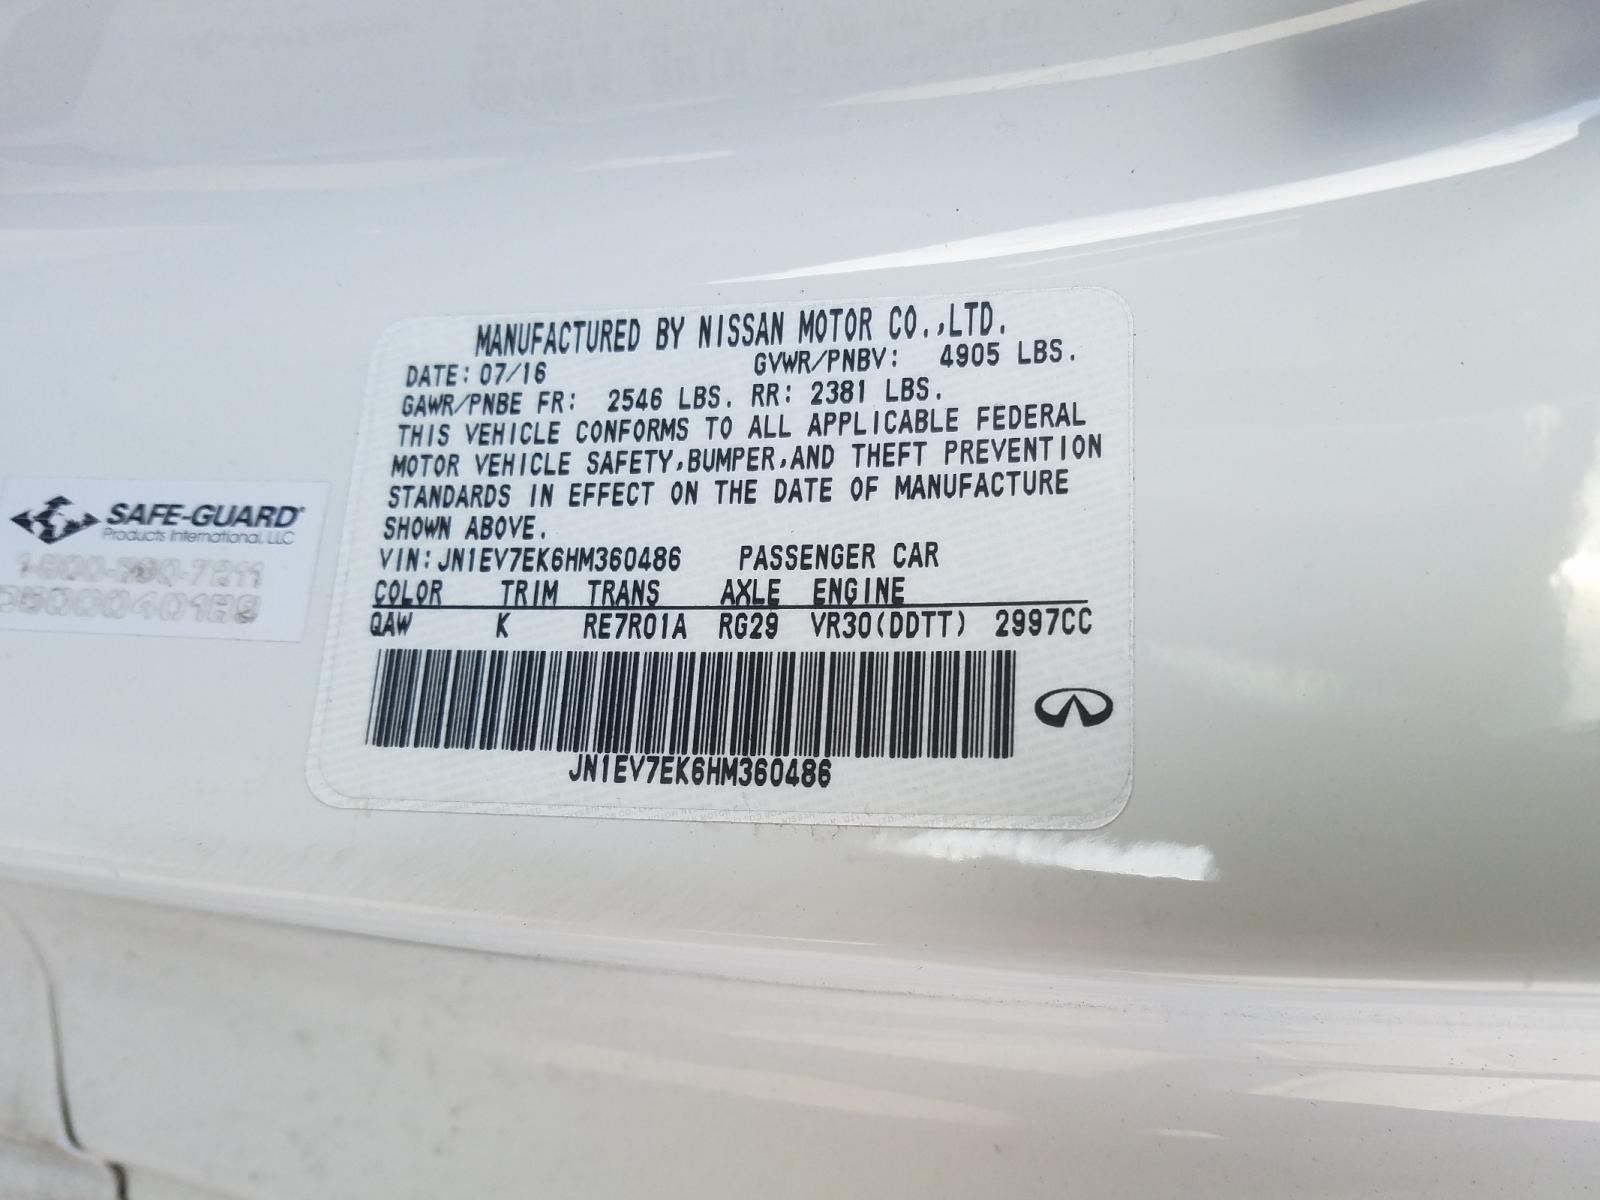 MANUFACTURED BY NISSAN MOTOR CO.,LTD.
DATE: 07/16 GVWR/PNBV: 4905 LBS.
GAWR/PNBE FR: 2546 LBS. RR: 2381 LBS.
THIS VEHICLE CONFORMS TO ALL APPLICABLE FEDERAL
MOTOR VEHICLE SAFETY,BUMPER,AND THEFT PREVENTION
STANDARDS IN EFFECT ON THE DATE OF MANUFACTURE
SHOWN ABOVE.
VIN: JN1EV7EK6HM360486 PASSENGER CAR
COLOR TRIM TRANS AXLE ENGINE
QAW K RE7R01A RG29 VR30(DDTT) 2997CC
JN1EV7EK6HM360486
SAFE-GUARD
Products International, LLC